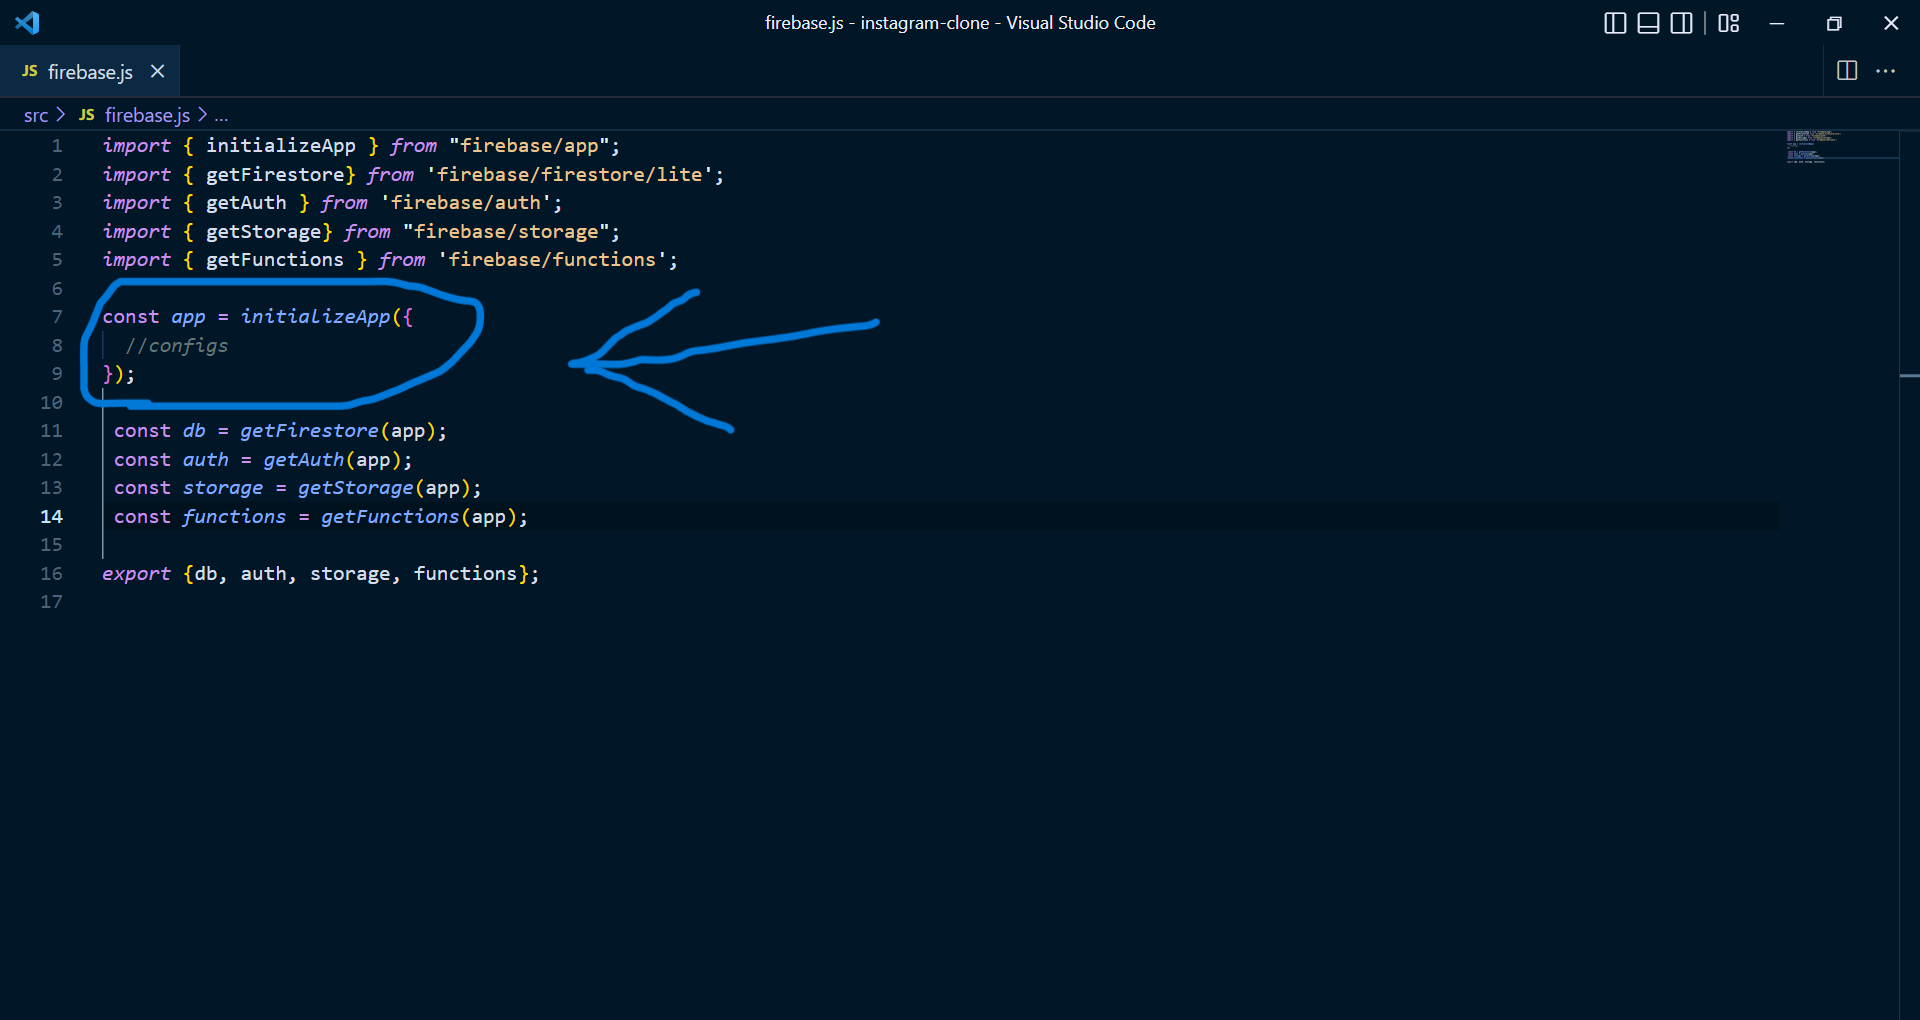 firebase.js - instagram-clone - Visual Studio Code
JS firebase.js
src > JS firebase.js > ...
1 import { initializeApp } from "firebase/app";
2 import { getFirestore} from 'firebase/firestore/lite';
3 import { getAuth } from 'firebase/auth';
4 import { getStorage} from "firebase/storage";
5 import { getFunctions } from 'firebase/functions';
6
7 const app = initializeApp({
8 //configs
9 });
10
11 const db = getFirestore(app);
12 const auth = getAuth(app);
13 const storage = getStorage(app);
14 const functions = getFunctions(app);
15
16 export {db, auth, storage, functions};
17